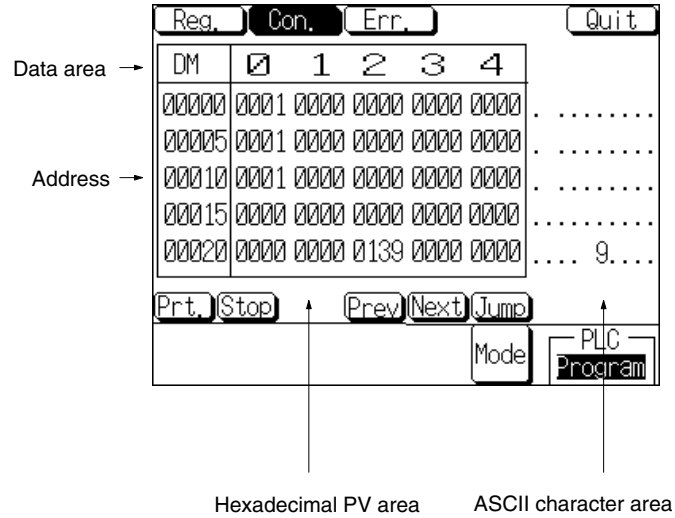 Reg. Con. Err. Quit
Data area DM 0 1 2 3 4
00000 0001 0000 0000 0000 0000 . ........
00005 0001 0000 0000 0000 0000 . ........
Address 00010 0001 0000 0000 0000 0000 . ........
00015 0000 0000 0000 0000 0000 ..........
00020 0000 0000 0139 0000 0000 .... 9....
Prt. Stop Prev Next Jump
Mode PLC
Program
Hexadecimal PV area ASCII character area